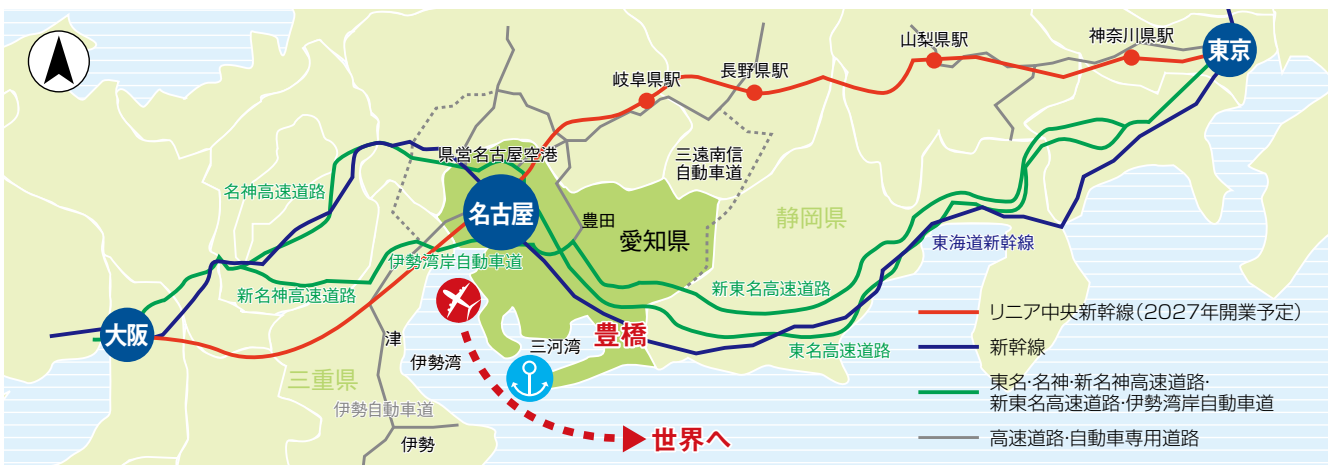 山梨県駅
神奈川県駅
東京
岐阜県駅
長野県駅
県営名古屋空港
三遠南信
自動車道
名神高速道路
名古屋
豊田
愛知県
静岡県
東海道新幹線
伊勢湾岸自動車道
新名神高速道路
新東名高速道路
大阪
津
伊勢湾
三河湾
豊橋
東名高速道路
三重県
伊勢自動車道
伊勢
世界へ
リニア中央新幹線(2027年開業予定)
新幹線
東名・名神・新名神高速道路・
新東名高速道路・伊勢湾岸自動車道
高速道路・自動車専用道路